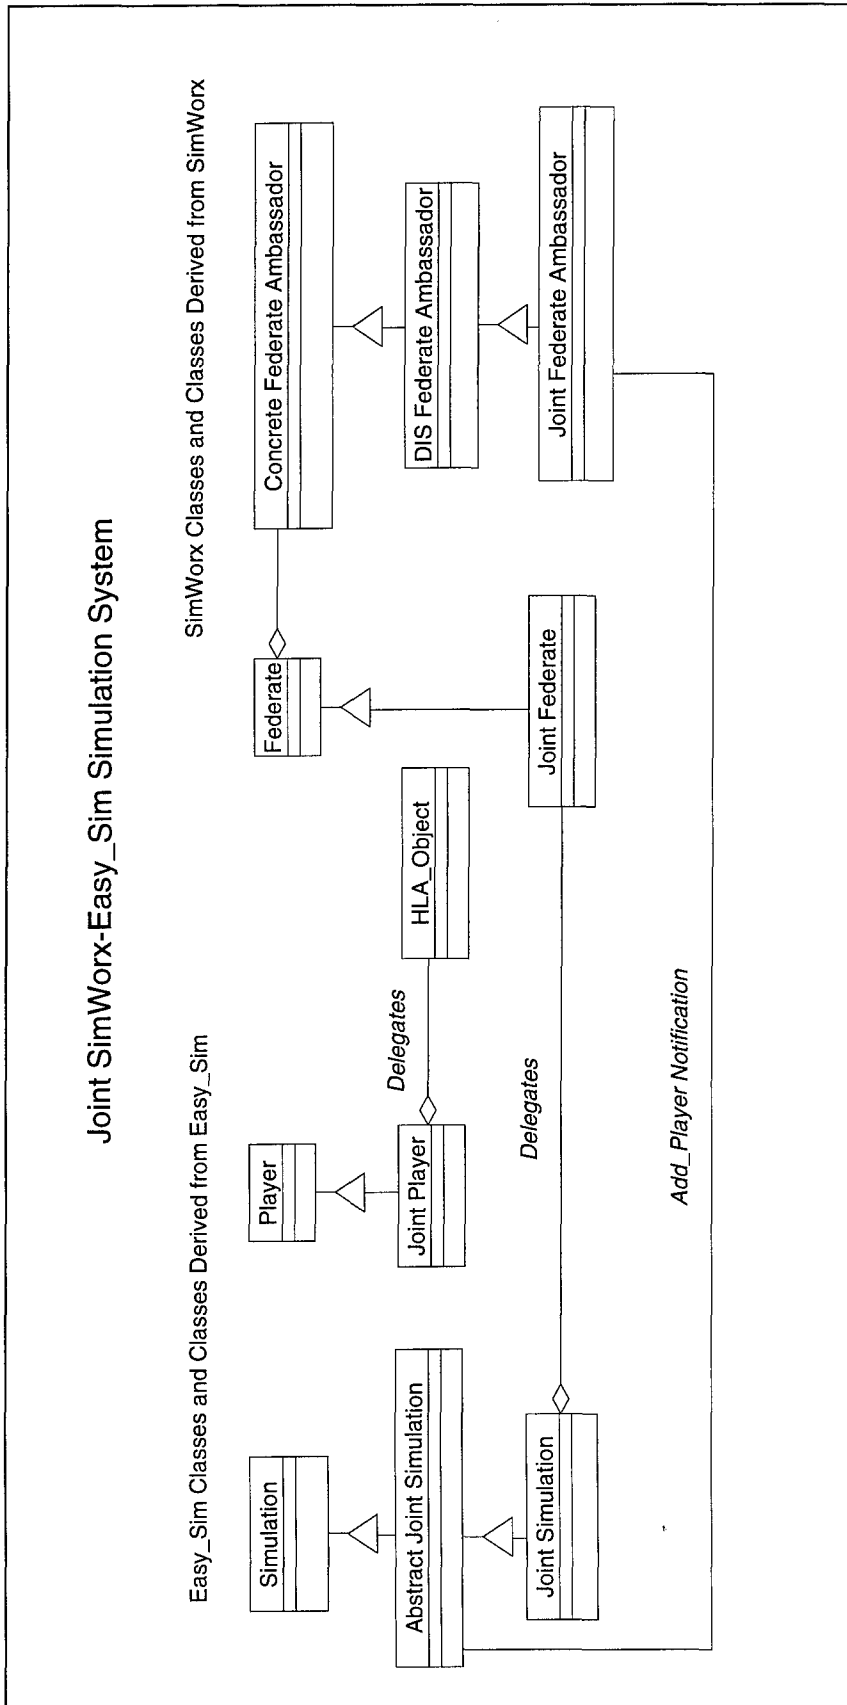 Joint SimWorx-Easy_Sim Simulation System
Easy_Sim Classes and Classes Derived from Easy_Sim
SimWorx Classes and Classes Derived from SimWorx
Simulation
Player
Federate
Concrete Federate Ambassador
Abstract Joint Simulation
Joint Player
Delegates
HLA_Object
DIS Federate Ambassador
Joint Simulation
Delegates
Joint Federate
Joint Federate Ambassador
Add_Player Notification